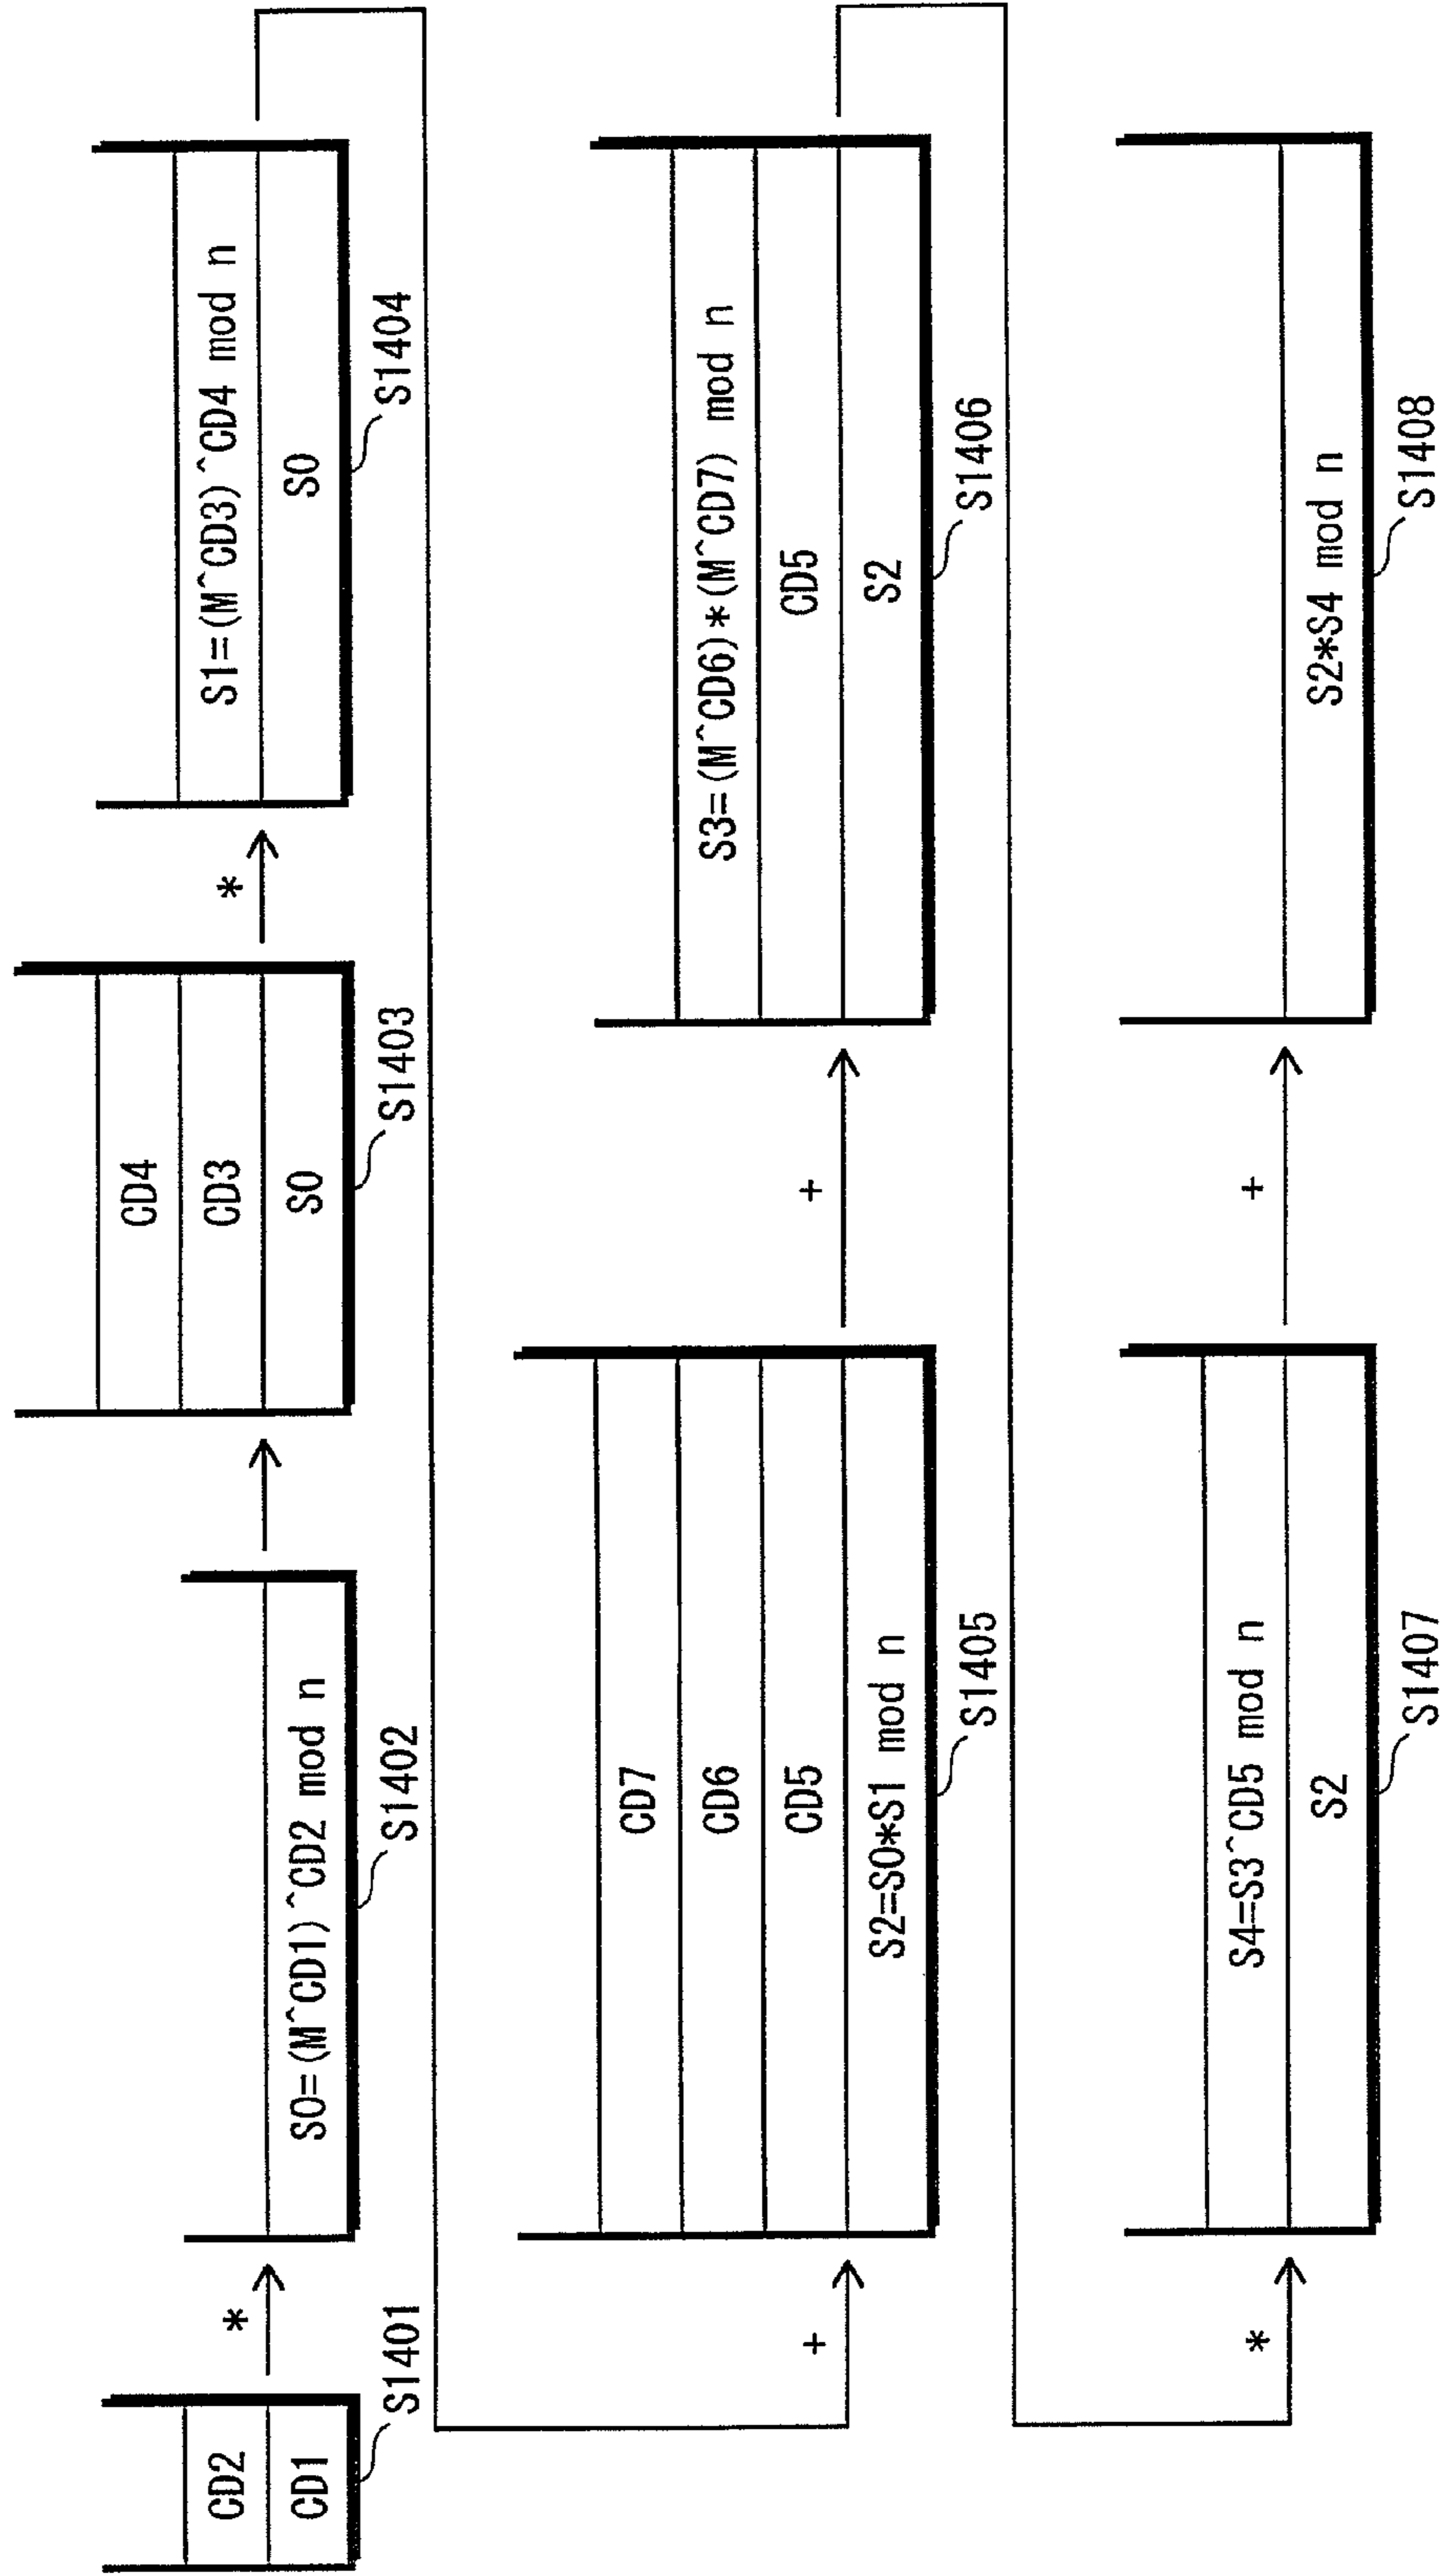 CD2
CD1
S1401
*
S0=(M^CD1)^CD2 mod n
S1402
CD4
CD3
S0
S1403
*
S1=(M^CD3)^CD4 mod n
S0
S1404
+
CD7
CD6
CD5
S2=S0*S1 mod n
S1405
+
S3=(M^CD6)*(M^CD7) mod n
CD5
S2
S1406
*
S4=S3^CD5 mod n
S2
S1407
+
S2*S4 mod n
S1408